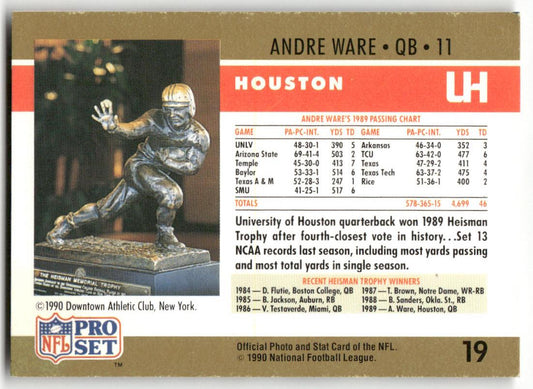 ANDRE WARE • QB • 11
HOUSTON
UH
ANDRE WARE'S 1989 PASSING CHART
GAME PA-PC-INT. YDS TD GAME PA-PC-INT. YDS TD
UNLV 48-30-1 390 5 Arkansas 46-34-0 352 3
Arizona State 69-41-4 503 2 TCU 63-42-0 477 6
Temple 45-30-0 413 7 Texas 47-29-2 411 4
Baylor 53-33-1 514 6 Texas Tech 63-37-2 475 4
Texas A & M 52-28-3 247 1 Rice 51-36-1 400 2
SMU 41-25-1 517 6
TOTALS 578-365-15 4,699 46
University of Houston quarterback won 1989 Heisman
Trophy after fourth-closest vote in history...Set 13
NCAA records last season, including most yards passing
and most total yards in single season.
RECENT HEISMAN TROPHY WINNERS
1984 — D. Flutie, Boston College, QB 1987 — T. Brown, Notre Dame, WR-RB
1985 — B. Jackson, Auburn, RB 1988 — B. Sanders, Okla. St., RB
1986 — V. Testaverde, Miami, QB 1989 — A. Ware, Houston, QB
THE HEISMAN MEMORIAL TROPHY
©1990 Downtown Athletic Club, New York.
NFL
PRO
SET
TM
Official Photo and Stat Card of the NFL.
© 1990 National Football League.
19